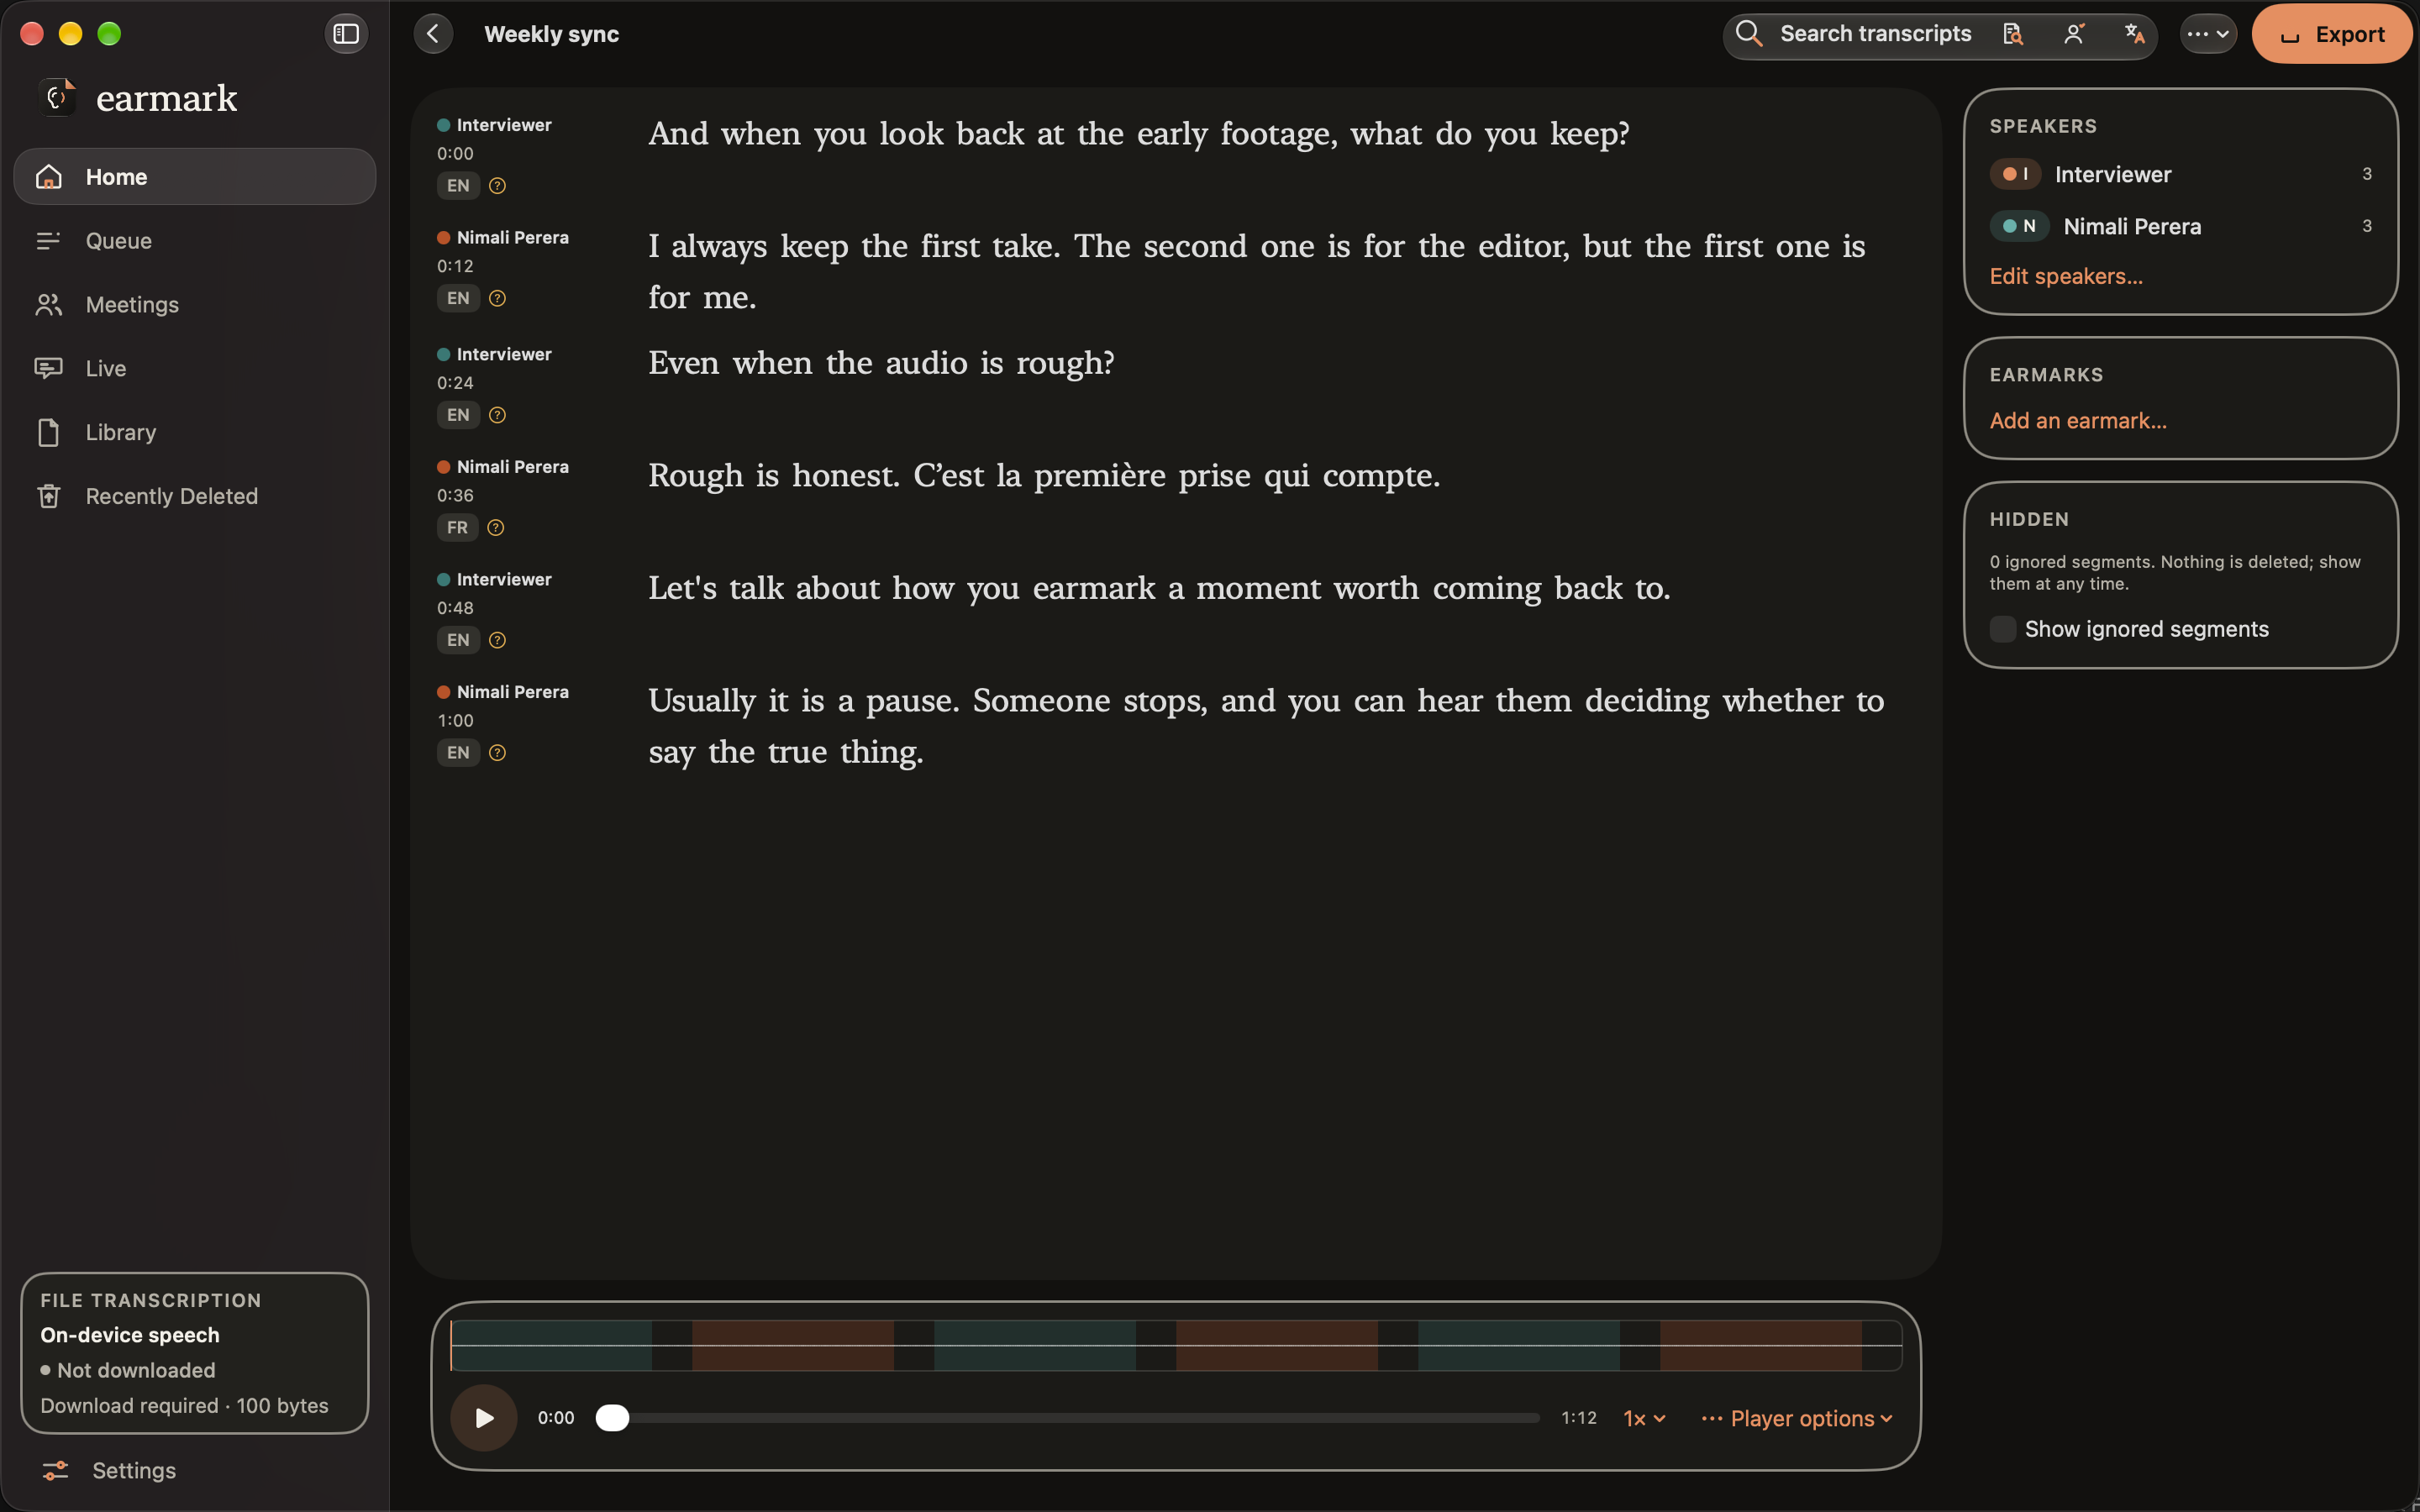 earmark
Home
Queue
Meetings
Live
Library
Recently Deleted
FILE TRANSCRIPTION
On-device speech
Not downloaded
Download required · 100 bytes
Settings
Weekly sync
Search transcripts
Export
Interviewer
0:00
EN
And when you look back at the early footage, what do you keep?
Nimali Perera
0:12
EN
I always keep the first take. The second one is for the editor, but the first one is
for me.
Interviewer
0:24
EN
Even when the audio is rough?
Nimali Perera
0:36
FR
Rough is honest. C’est la première prise qui compte.
Interviewer
0:48
EN
Let's talk about how you earmark a moment worth coming back to.
Nimali Perera
1:00
EN
Usually it is a pause. Someone stops, and you can hear them deciding whether to
say the true thing.
0:00
1:12
1x
Player options
SPEAKERS
I Interviewer 3
N Nimali Perera 3
Edit speakers...
EARMARKS
Add an earmark...
HIDDEN
0 ignored segments. Nothing is deleted; show
them at any time.
Show ignored segments